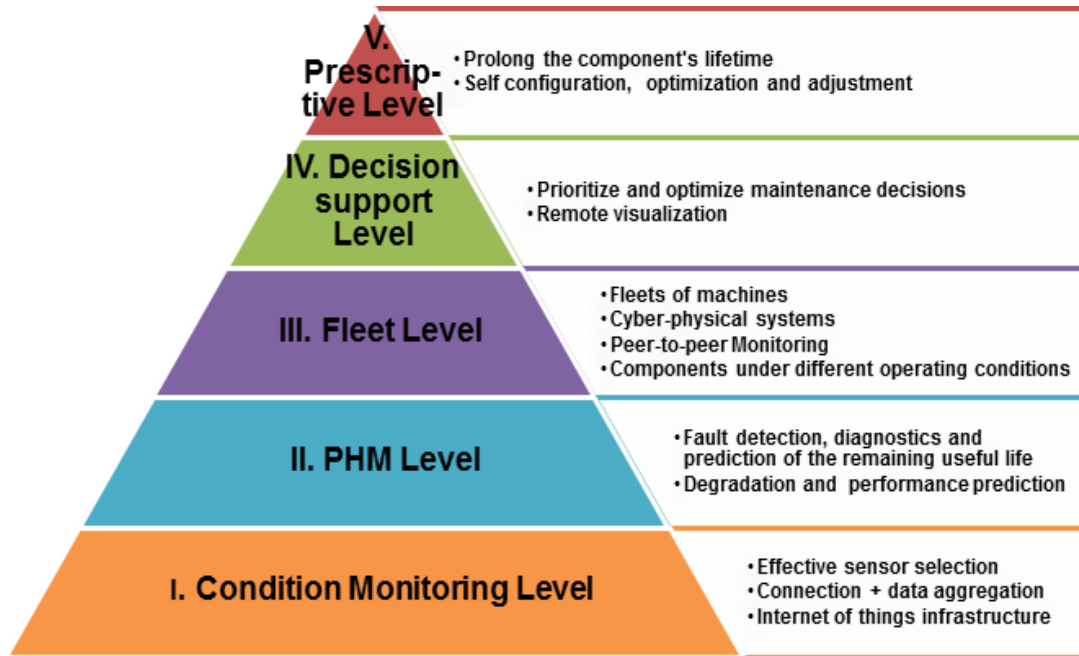 V.
Prescrip-
tive Level
• Prolong the component's lifetime
• Self configuration, optimization and adjustment
IV. Decision
support
Level
• Prioritize and optimize maintenance decisions
• Remote visualization
III. Fleet Level
• Fleets of machines
• Cyber-physical systems
• Peer-to-peer Monitoring
• Components under different operating conditions
II. PHM Level
• Fault detection, diagnostics and
prediction of the remaining useful life
• Degradation and performance prediction
I. Condition Monitoring Level
• Effective sensor selection
• Connection + data aggregation
• Internet of things infrastructure